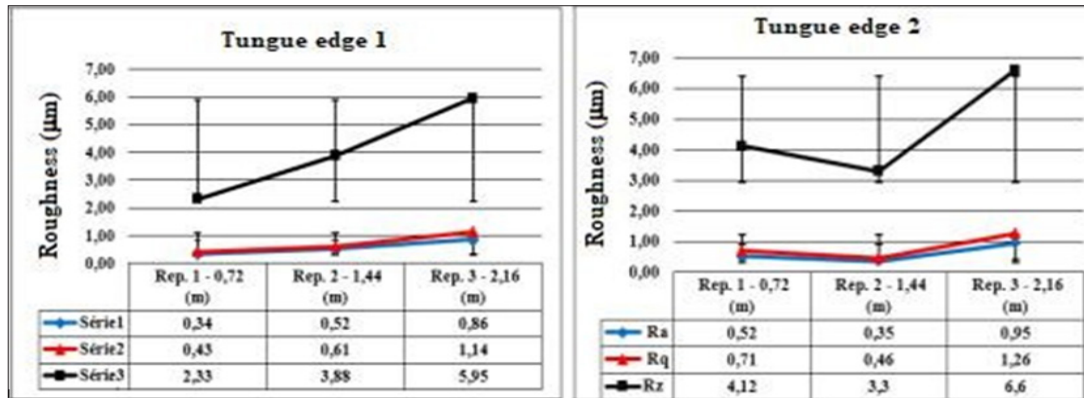 Tungue edge 1
Roughness (µm)
7,00
6,00
5,00
4,00
3,00
2,00
1,00
0,00
Rep. 1 - 0,72 (m) Rep. 2 - 1,44 (m) Rep. 3 - 2,16 (m)
Série1 0,34 0,52 0,86
Série2 0,43 0,61 1,14
Série3 2,33 3,88 5,95
Tungue edge 2
Roughness (µm)
7,00
6,00
5,00
4,00
3,00
2,00
1,00
0,00
Rep. 1 - 0,72 (m) Rep. 2 - 1,44 (m) Rep. 3 - 2,16 (m)
Ra 0,52 0,35 0,95
Rq 0,71 0,46 1,26
Rz 4,12 3,3 6,6